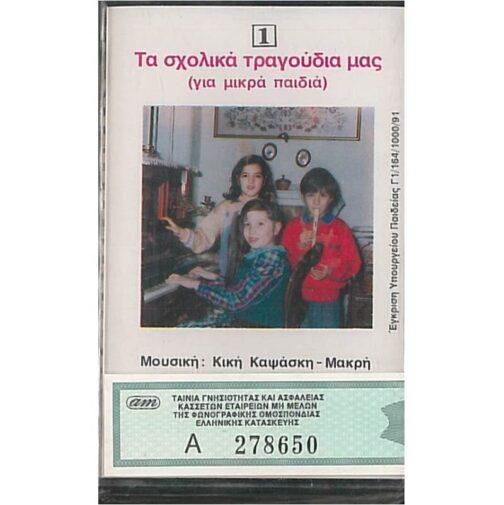 1
Τα σχολικά τραγούδια μας
(για μικρά παιδιά)
Έγκριση Υπουργείου Παιδείας Γ1/164/1000/91
Μουσική: Κική Καψάσκη - Μακρή
am
ΤΑΙΝΙΑ ΓΝΗΣΙΟΤΗΤΑΣ ΚΑΙ ΑΣΦΑΛΕΙΑΣ
ΚΑΣΣΕΤΩΝ ΕΤΑΙΡΕΙΩΝ ΜΗ ΜΕΛΩΝ
ΤΗΣ ΦΩΝΟΓΡΑΦΙΚΗΣ ΟΜΟΣΠΟΝΔΙΑΣ
ΕΛΛΗΝΙΚΗΣ ΚΑΤΑΣΚΕΥΗΣ
Α 278650